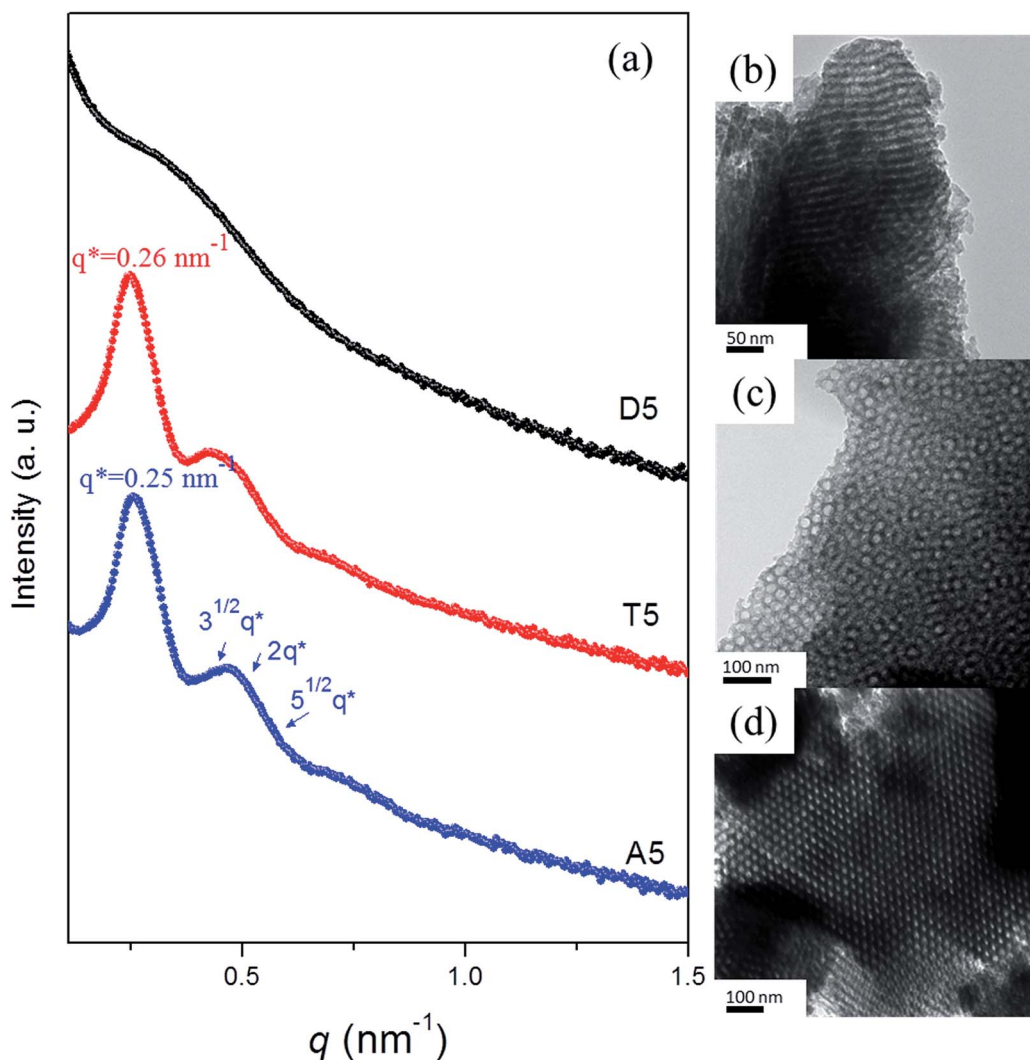 (a)
Intensity (a. u.)
q*=0.26 nm⁻¹
D5
q*=0.25 nm⁻¹
T5
3^1/2q*
2q*
5^1/2q*
A5
0.5
1.0
1.5
q (nm⁻¹)
(b)
50 nm
(c)
100 nm
(d)
100 nm